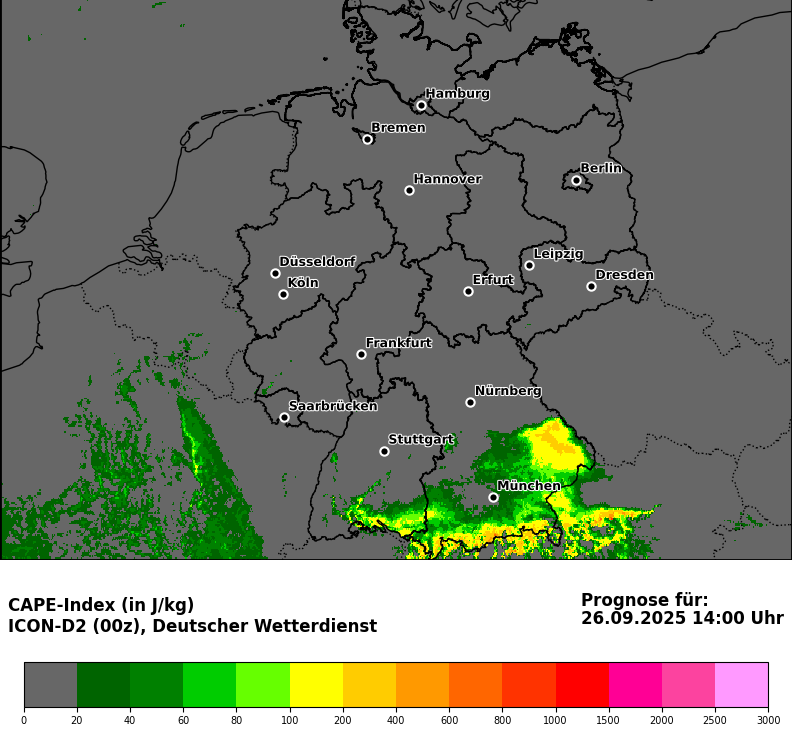 Hamburg
Bremen
Berlin
Hannover
Leipzig
Düsseldorf
Dresden
Köln
Erfurt
Frankfurt
Nürnberg
Saarbrücken
Stuttgart
München
CAPE-Index (in J/kg)
ICON-D2 (00z), Deutscher Wetterdienst
Prognose für:
26.09.2025 14:00 Uhr
0 20 40 60 80 100 200 400 600 800 1000 1500 2000 2500 3000